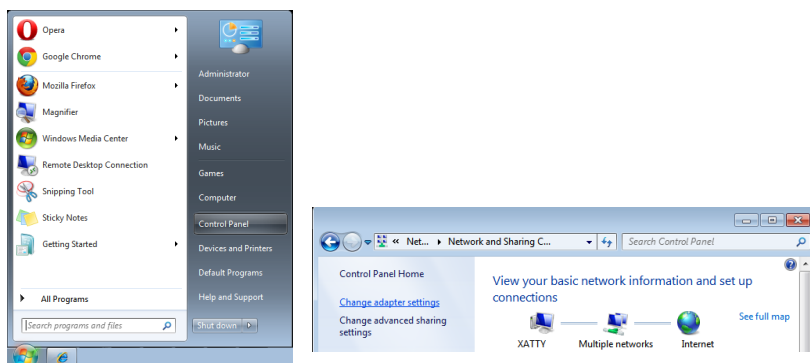 Opera
Google Chrome
Mozilla Firefox
Magnifier
Windows Media Center
Remote Desktop Connection
Snipping Tool
Sticky Notes
Getting Started
All Programs
Search programs and files
Administrator
Documents
Pictures
Music
Games
Computer
Control Panel
Devices and Printers
Default Programs
Help and Support
Shut down
« Net... Network and Sharing C...
Search Control Panel
Control Panel Home
Change adapter settings
Change advanced sharing
settings
View your basic network information and set up
connections
See full map
XATTY Multiple networks Internet